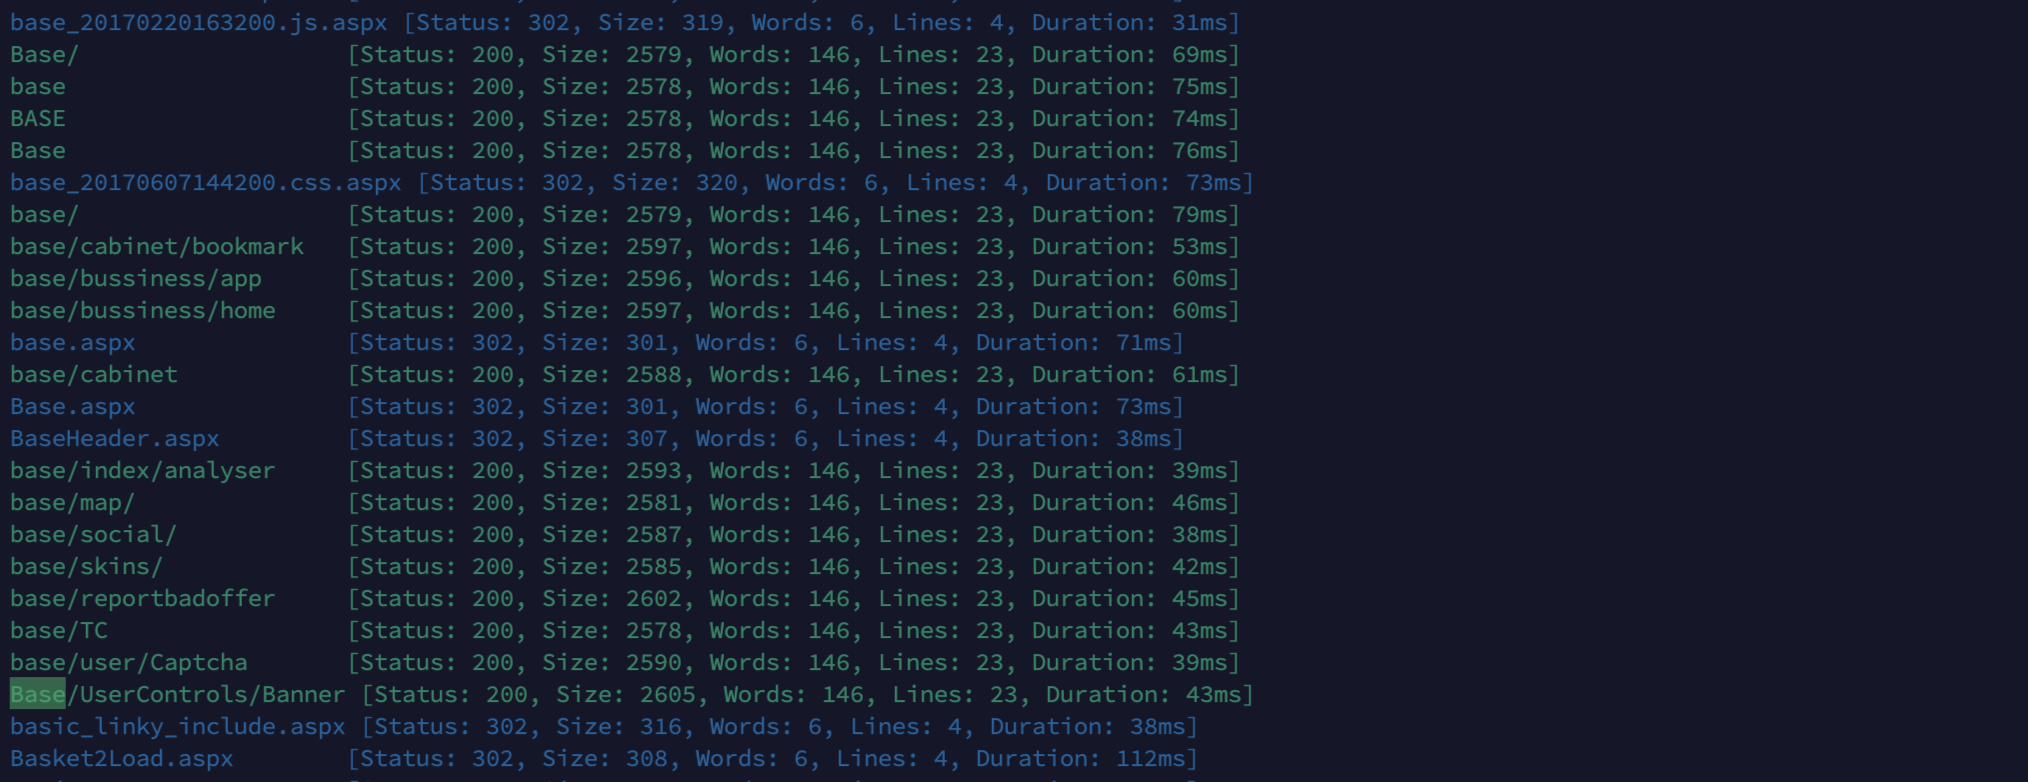 base_20170220163200.js.aspx [Status: 302, Size: 319, Words: 6, Lines: 4, Duration: 31ms]
Base/ [Status: 200, Size: 2579, Words: 146, Lines: 23, Duration: 69ms]
base [Status: 200, Size: 2578, Words: 146, Lines: 23, Duration: 75ms]
BASE [Status: 200, Size: 2578, Words: 146, Lines: 23, Duration: 74ms]
Base [Status: 200, Size: 2578, Words: 146, Lines: 23, Duration: 76ms]
base_20170607144200.css.aspx [Status: 302, Size: 320, Words: 6, Lines: 4, Duration: 73ms]
base/ [Status: 200, Size: 2579, Words: 146, Lines: 23, Duration: 79ms]
base/cabinet/bookmark [Status: 200, Size: 2597, Words: 146, Lines: 23, Duration: 53ms]
base/bussiness/app [Status: 200, Size: 2596, Words: 146, Lines: 23, Duration: 60ms]
base/bussiness/home [Status: 200, Size: 2597, Words: 146, Lines: 23, Duration: 60ms]
base.aspx [Status: 302, Size: 301, Words: 6, Lines: 4, Duration: 71ms]
base/cabinet [Status: 200, Size: 2588, Words: 146, Lines: 23, Duration: 61ms]
Base.aspx [Status: 302, Size: 301, Words: 6, Lines: 4, Duration: 73ms]
BaseHeader.aspx [Status: 302, Size: 307, Words: 6, Lines: 4, Duration: 38ms]
base/index/analyser [Status: 200, Size: 2593, Words: 146, Lines: 23, Duration: 39ms]
base/map/ [Status: 200, Size: 2581, Words: 146, Lines: 23, Duration: 46ms]
base/social/ [Status: 200, Size: 2587, Words: 146, Lines: 23, Duration: 38ms]
base/skins/ [Status: 200, Size: 2585, Words: 146, Lines: 23, Duration: 42ms]
base/reportbadoffer [Status: 200, Size: 2602, Words: 146, Lines: 23, Duration: 45ms]
base/TC [Status: 200, Size: 2578, Words: 146, Lines: 23, Duration: 43ms]
base/user/Captcha [Status: 200, Size: 2590, Words: 146, Lines: 23, Duration: 39ms]
Base/UserControls/Banner [Status: 200, Size: 2605, Words: 146, Lines: 23, Duration: 43ms]
basic_linky_include.aspx [Status: 302, Size: 316, Words: 6, Lines: 4, Duration: 38ms]
Basket2Load.aspx [Status: 302, Size: 308, Words: 6, Lines: 4, Duration: 112ms]